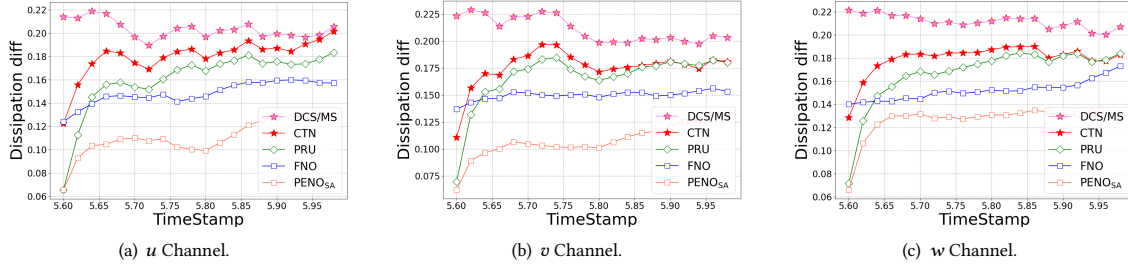 Dissipation diff
0.22
0.20
0.18
0.16
0.14
0.12
0.10
0.08
0.06
5.60 5.65 5.70 5.75 5.80 5.85 5.90 5.95
TimeStamp
DCS/MS
CTN
PRU
FNO
PENO_SA
(a) u Channel.
Dissipation diff
0.225
0.200
0.175
0.150
0.125
0.100
0.075
5.60 5.65 5.70 5.75 5.80 5.85 5.90 5.95
TimeStamp
DCS/MS
CTN
PRU
FNO
PENO_SA
(b) v Channel.
Dissipation diff
0.22
0.20
0.18
0.16
0.14
0.12
0.10
0.08
0.06
5.60 5.65 5.70 5.75 5.80 5.85 5.90 5.95
TimeStamp
DCS/MS
CTN
PRU
FNO
PENO_SA
(c) w Channel.